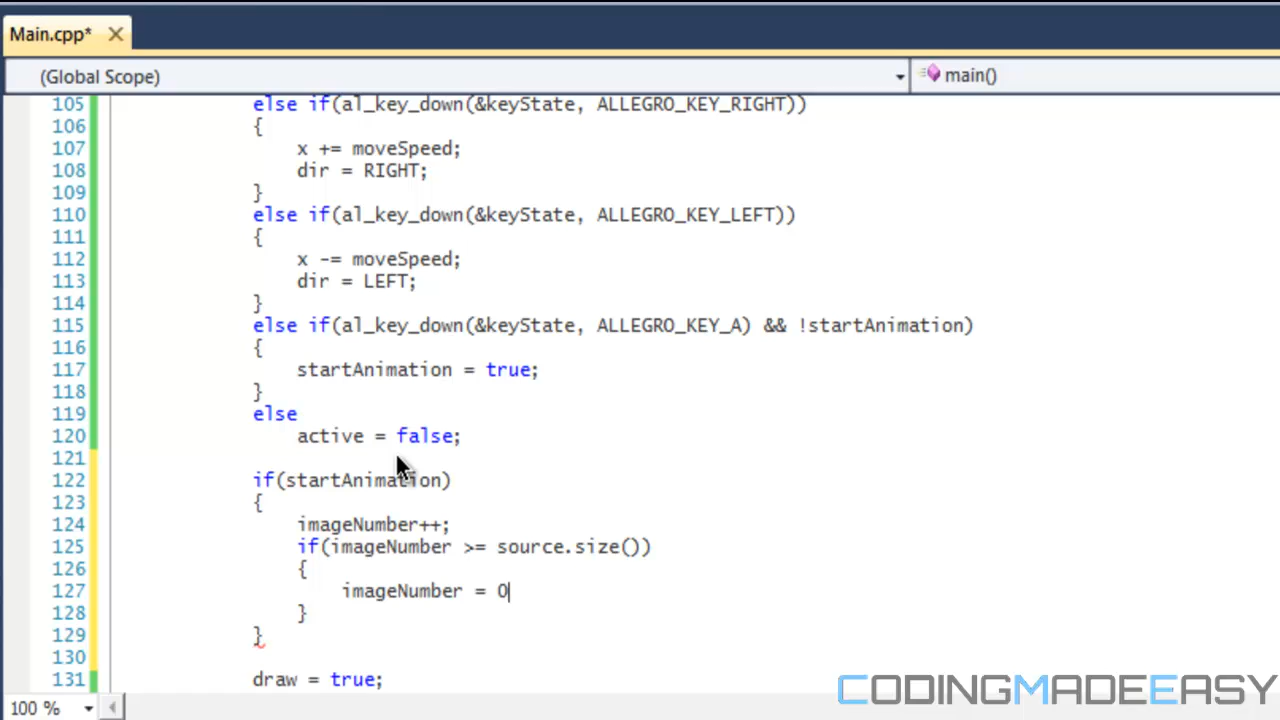 Main.cpp*
(Global Scope)
main()
105 else if(al_key_down(&keyState, ALLEGRO_KEY_RIGHT))
106 {
107 x += moveSpeed;
108 dir = RIGHT;
109 }
110 else if(al_key_down(&keyState, ALLEGRO_KEY_LEFT))
111 {
112 x -= moveSpeed;
113 dir = LEFT;
114 }
115 else if(al_key_down(&keyState, ALLEGRO_KEY_A) && !startAnimation)
116 {
117 startAnimation = true;
118 }
119 else
120 active = false;
121
122 if(startAnimation)
123 {
124 imageNumber++;
125 if(imageNumber >= source.size())
126 {
127 imageNumber = 0
128 }
129 }
130
131 draw = true;
100 %
CODINGMADEEASY